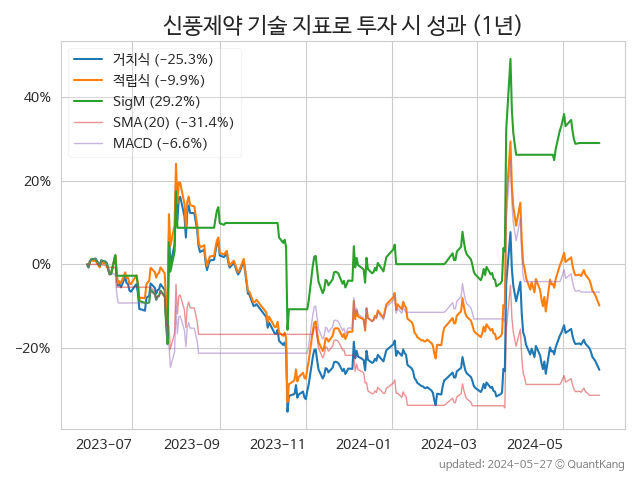 신풍제약 기술 지표로 투자 시 성과 (1년)
거치식 (−25.3%)
적립식 (−9.9%)
SigM (29.2%)
SMA(20) (−31.4%)
MACD (−6.6%)
40%
20%
0%
−20%
2023−07 2023−09 2023−11 2024−01 2024−03 2024−05
updated: 2024-05-27 © QuantKang